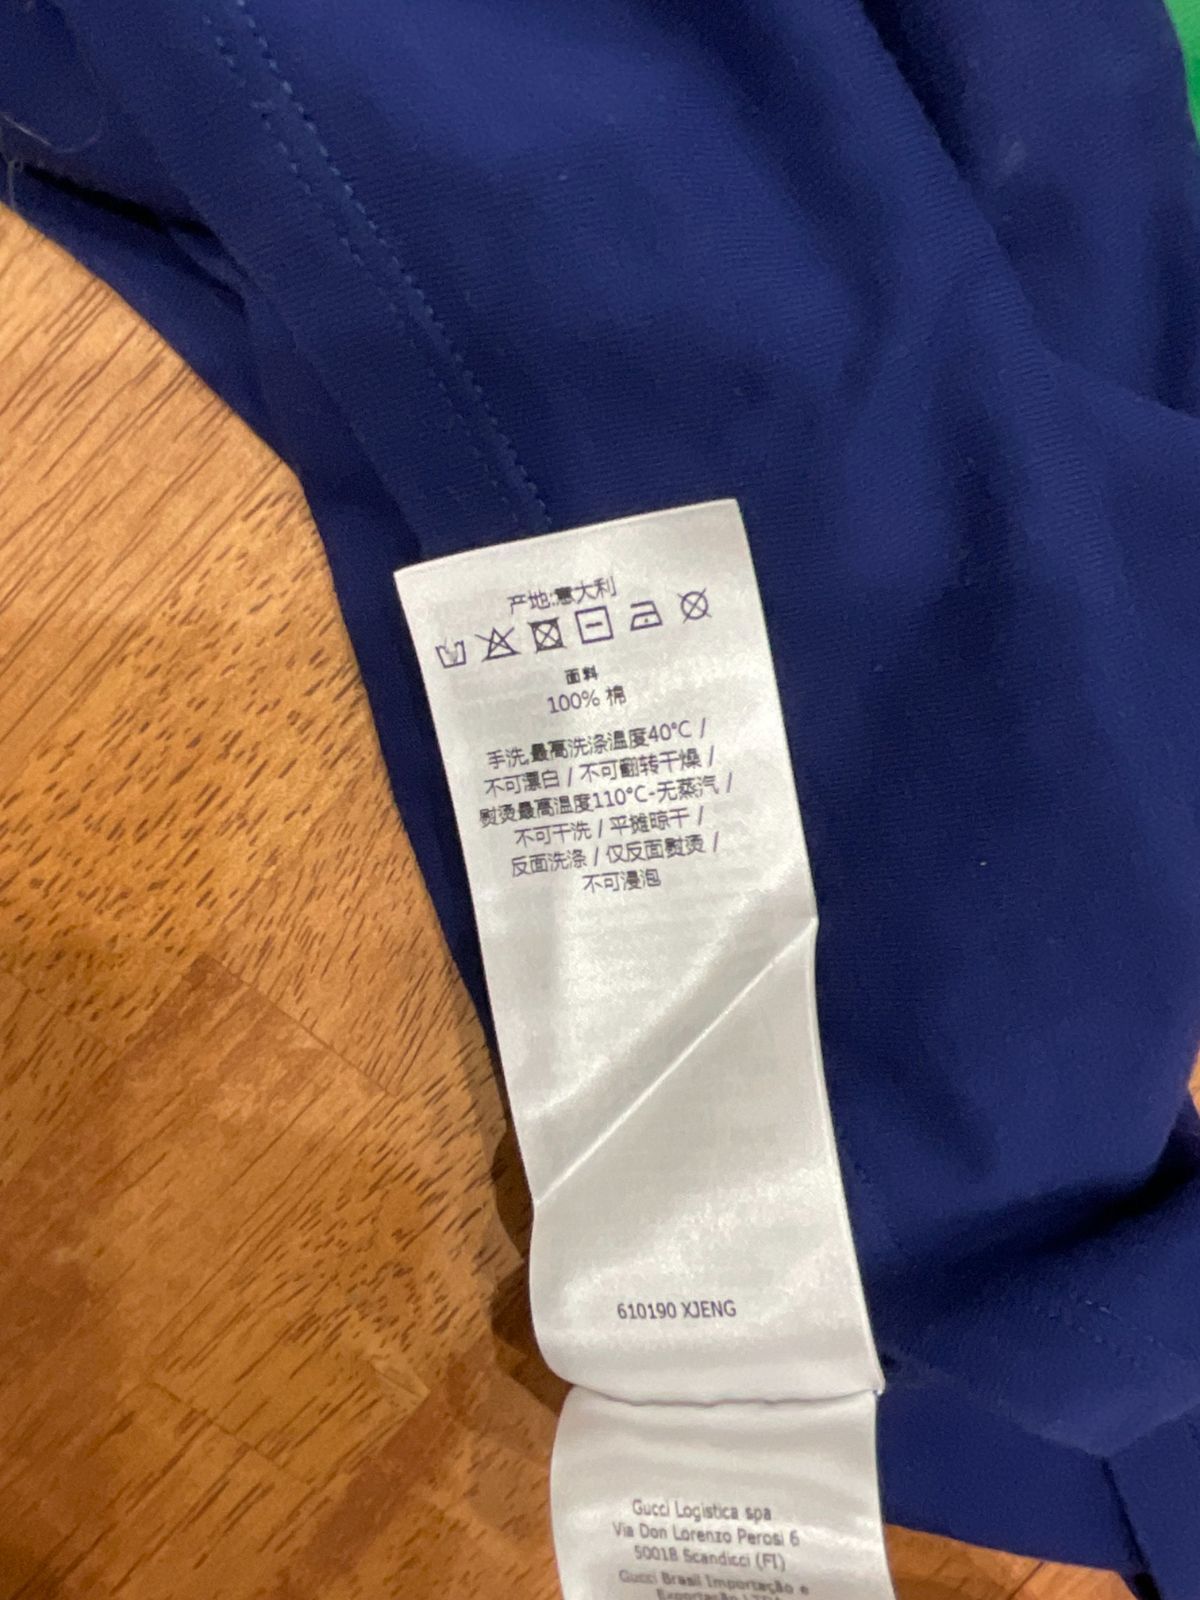 产地:意大利
面料
100% 棉
手洗,最高洗涤温度40°C /
不可漂白 / 不可翻转干燥 /
熨烫最高温度110°C-无蒸汽 /
不可干洗 / 平摊晾干 /
反面洗涤 / 仅反面熨烫 /
不可浸泡
610190 XJENG
Gucci Logistica spa
Via Don Lorenzo Perosi 6
50018 Scandicci (FI)
Gucci Brasil Importação e
Exportação LTDA